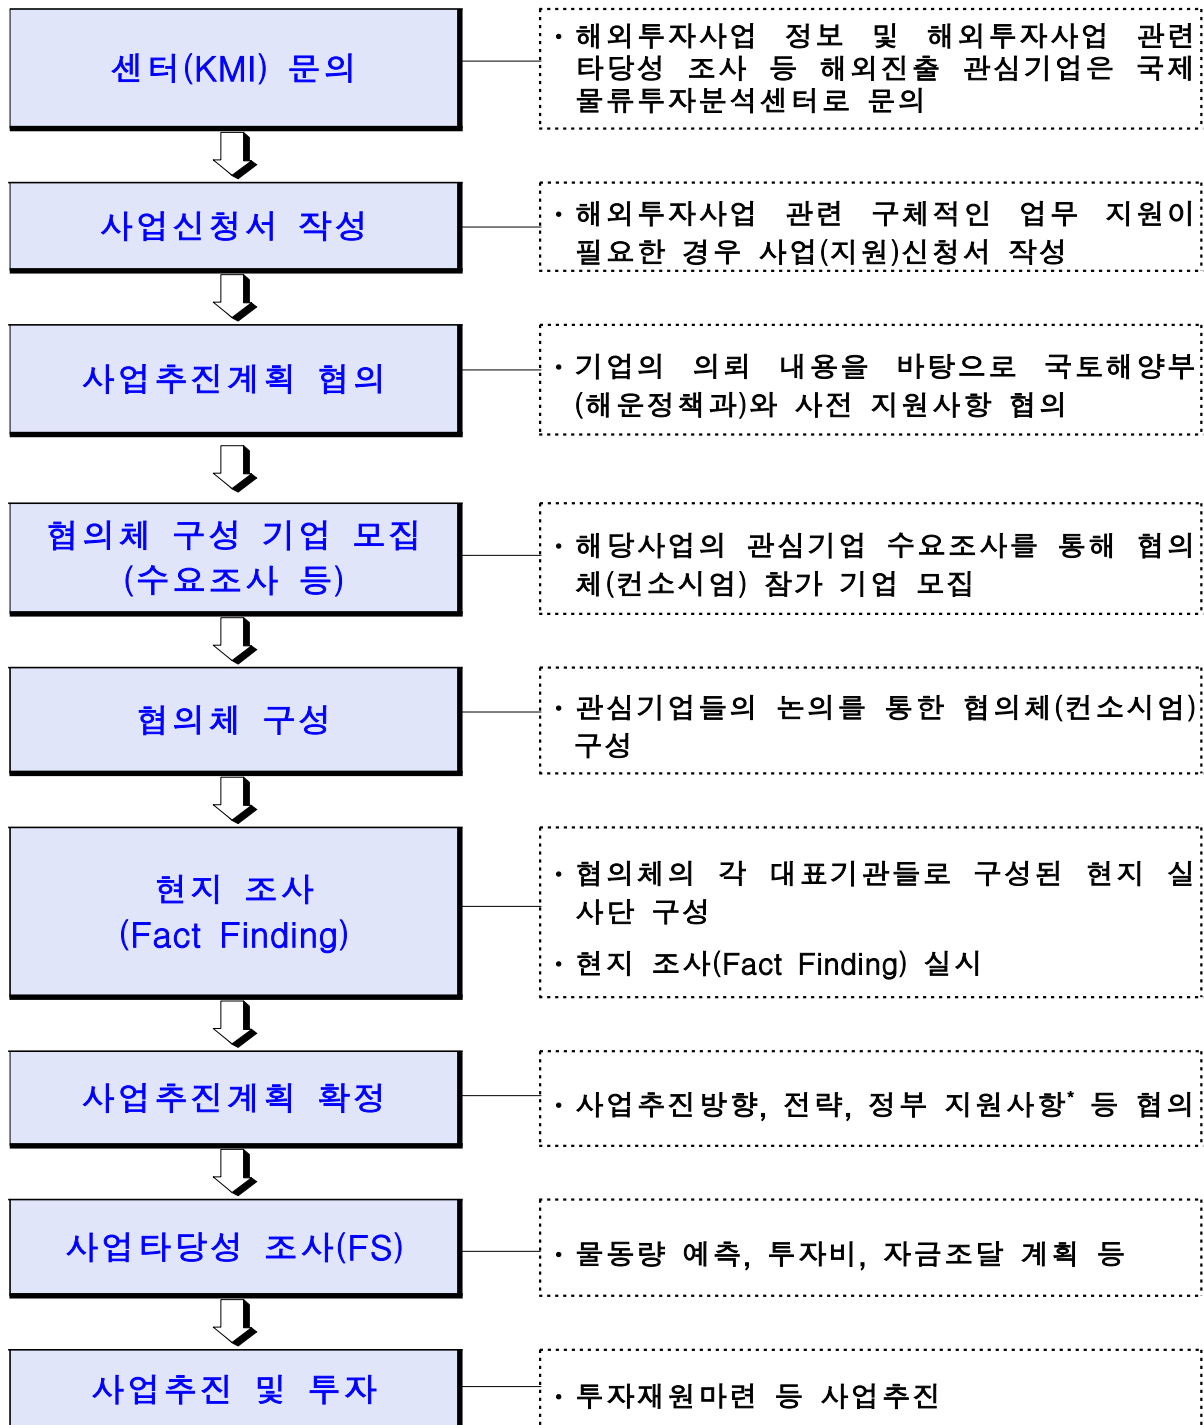 센터(KMI) 문의
· 해외투자사업 정보 및 해외투자사업 관련
타당성 조사 등 해외진출 관심기업은 국제
물류투자분석센터로 문의
사업신청서 작성
· 해외투자사업 관련 구체적인 업무 지원이
필요한 경우 사업(지원)신청서 작성
사업추진계획 협의
· 기업의 의뢰 내용을 바탕으로 국토해양부
(해운정책과)와 사전 지원사항 협의
협의체 구성 기업 모집
(수요조사 등)
· 해당사업의 관심기업 수요조사를 통해 협의
체(컨소시엄) 참가 기업 모집
협의체 구성
· 관심기업들의 논의를 통한 협의체(컨소시엄)
구성
현지 조사
(Fact Finding)
· 협의체의 각 대표기관들로 구성된 현지 실
사단 구성
· 현지 조사(Fact Finding) 실시
사업추진계획 확정
· 사업추진방향, 전략, 정부 지원사항* 등 협의
사업타당성 조사(FS)
· 물동량 예측, 투자비, 자금조달 계획 등
사업추진 및 투자
· 투자재원마련 등 사업추진